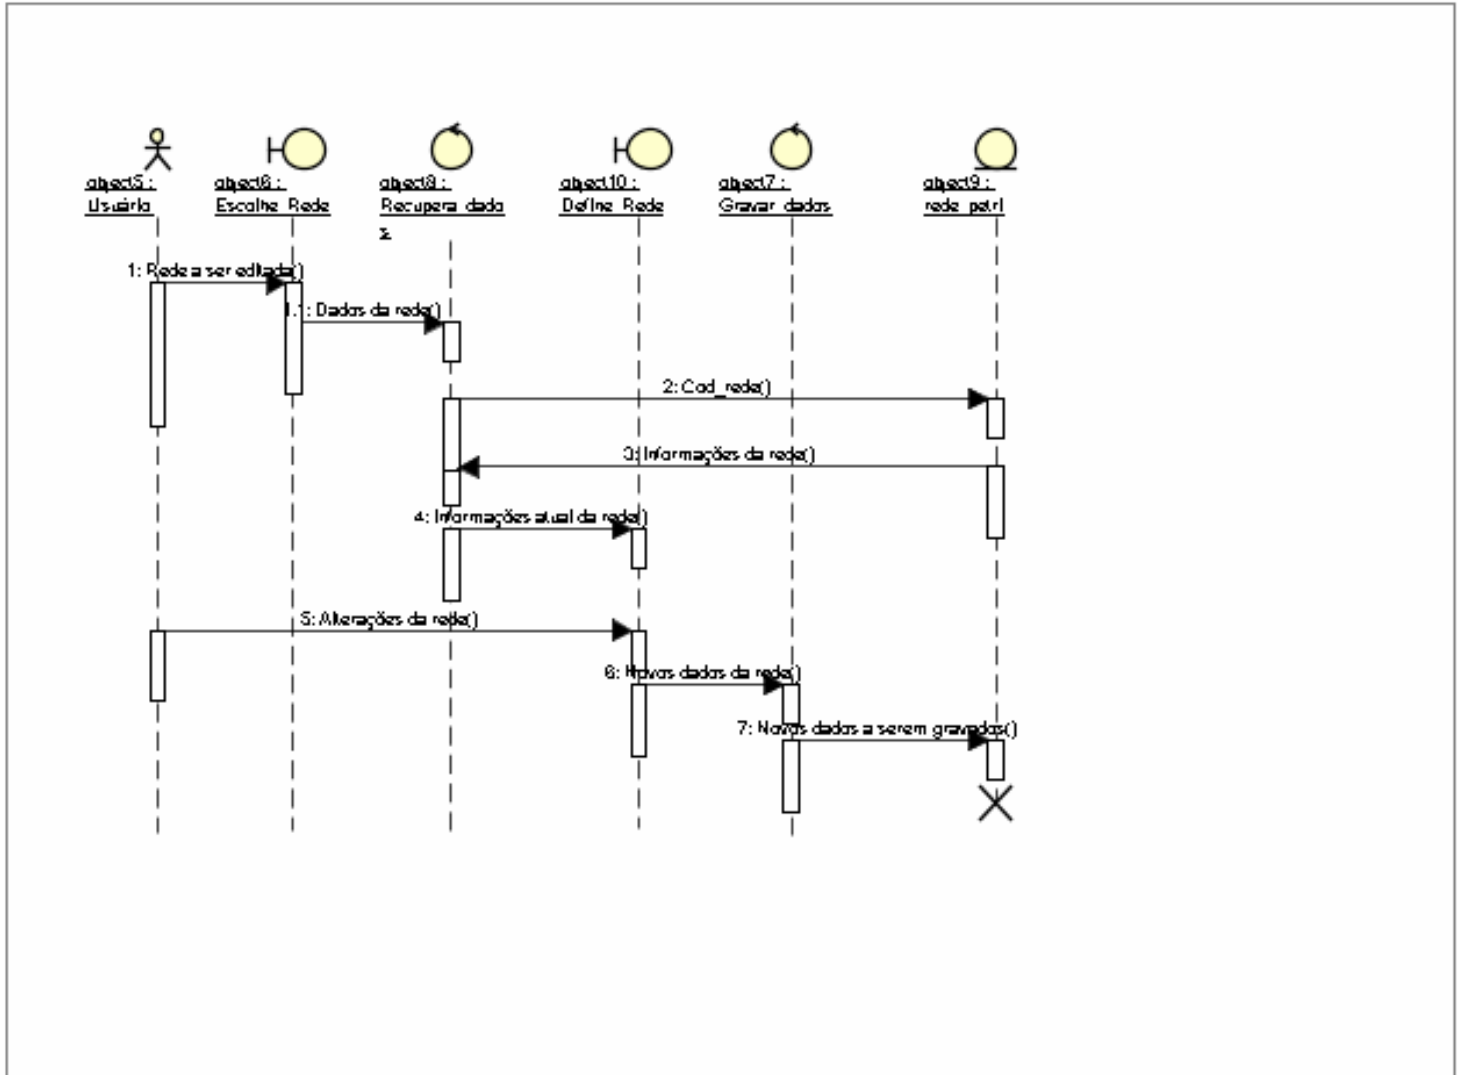 object5 :
Usuário
object6 :
Escolhe Rede
object8 :
Recupera dado
s
object10 :
Define Rede
object7 :
Gravar dados
object9 :
rede petri
1: Rede a ser editada()
1.1: Dados da rede()
2: Cod_rede()
3: Informações da rede()
4: Informações atual da rede()
5: Alterações da rede()
6: Novos dados da rede()
7: Novos dados a serem gravados()